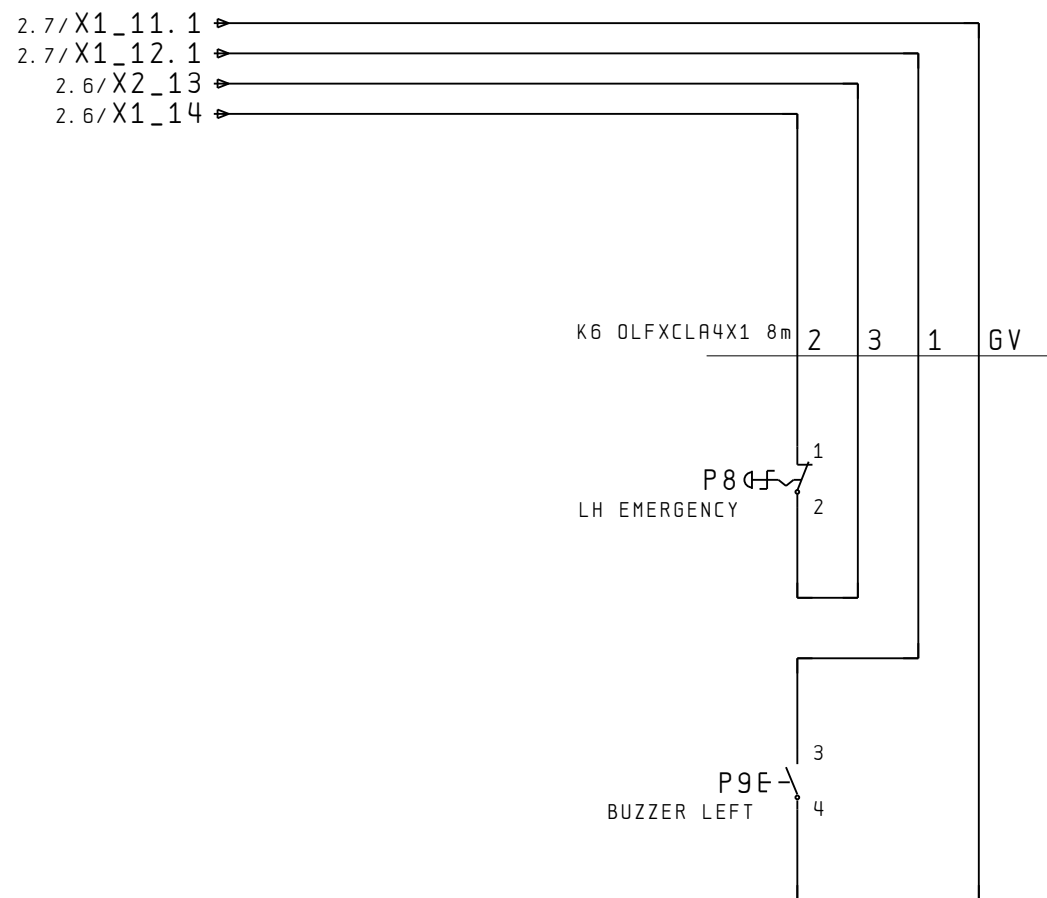 2.7/X1_11.1
2.7/X1_12.1
2.6/X2_13
2.6/X1_14
K6 OLFXCLA4X1 8m 2 3 1 GV
1
P8
2
LH EMERGENCY
3
P9
4
BUZZER LEFT